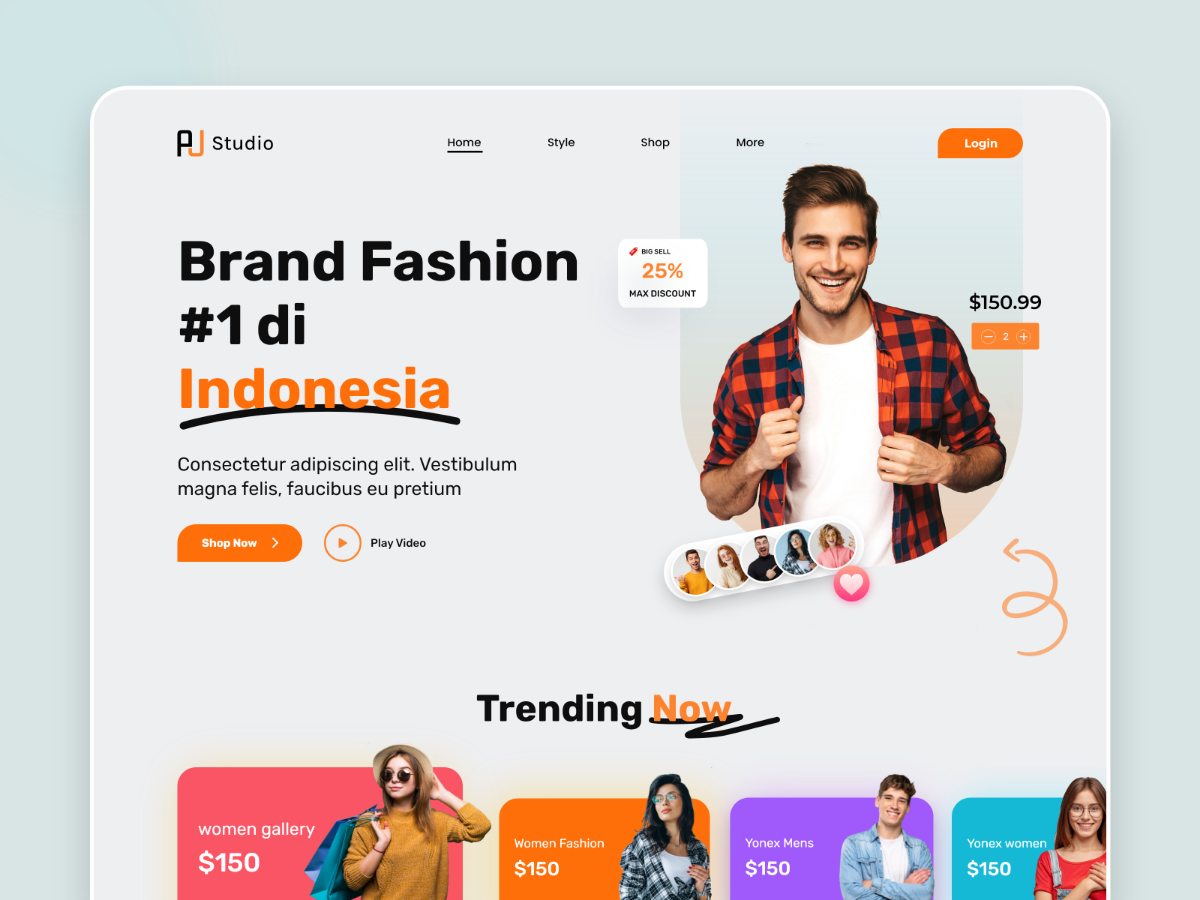 PJ Studio
Home
Style
Shop
More
Login
Brand Fashion
#1 di
Indonesia
Consectetur adipiscing elit. Vestibulum
magna felis, faucibus eu pretium
Shop Now
Play Video
BIG SELL
25%
MAX DISCOUNT
$150.99
2
Trending Now
women gallery
$150
Women Fashion
$150
Yonex Mens
$150
Yonex women
$150